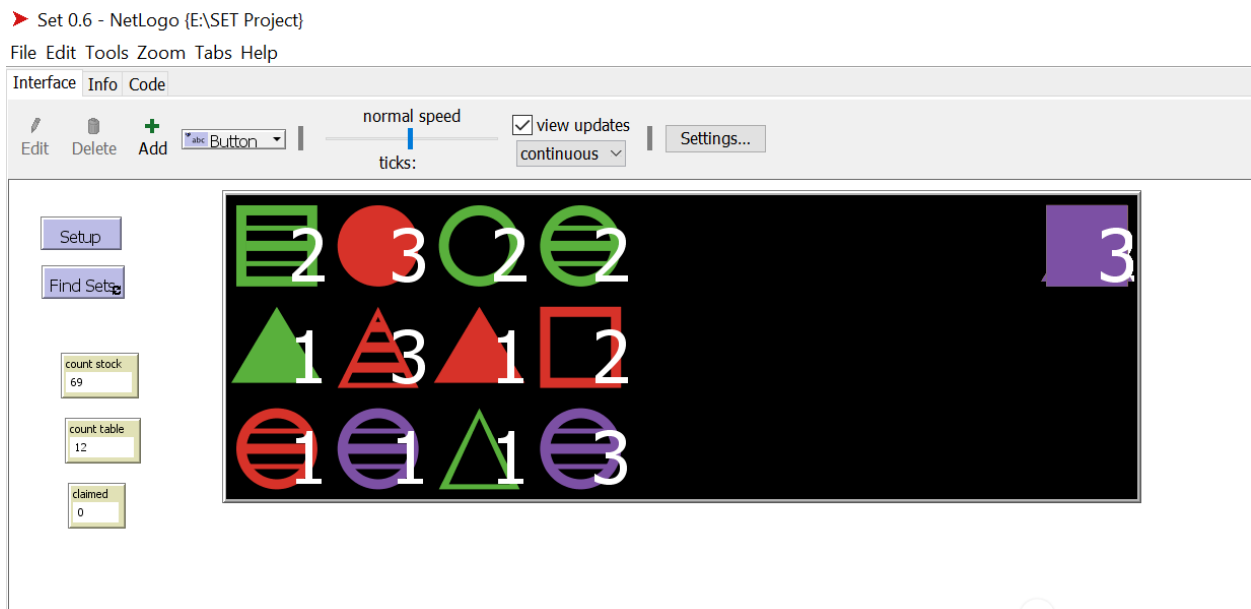 Set 0.6 - NetLogo {E:\SET Project}
File Edit Tools Zoom Tabs Help
Interface Info Code
Edit Delete Add Button normal speed ticks: view updates continuous Settings...
Setup
Find Sets
count stock
69
count table
12
claimed
0
2 3 2 2 3
1 3 1 2
1 1 1 3